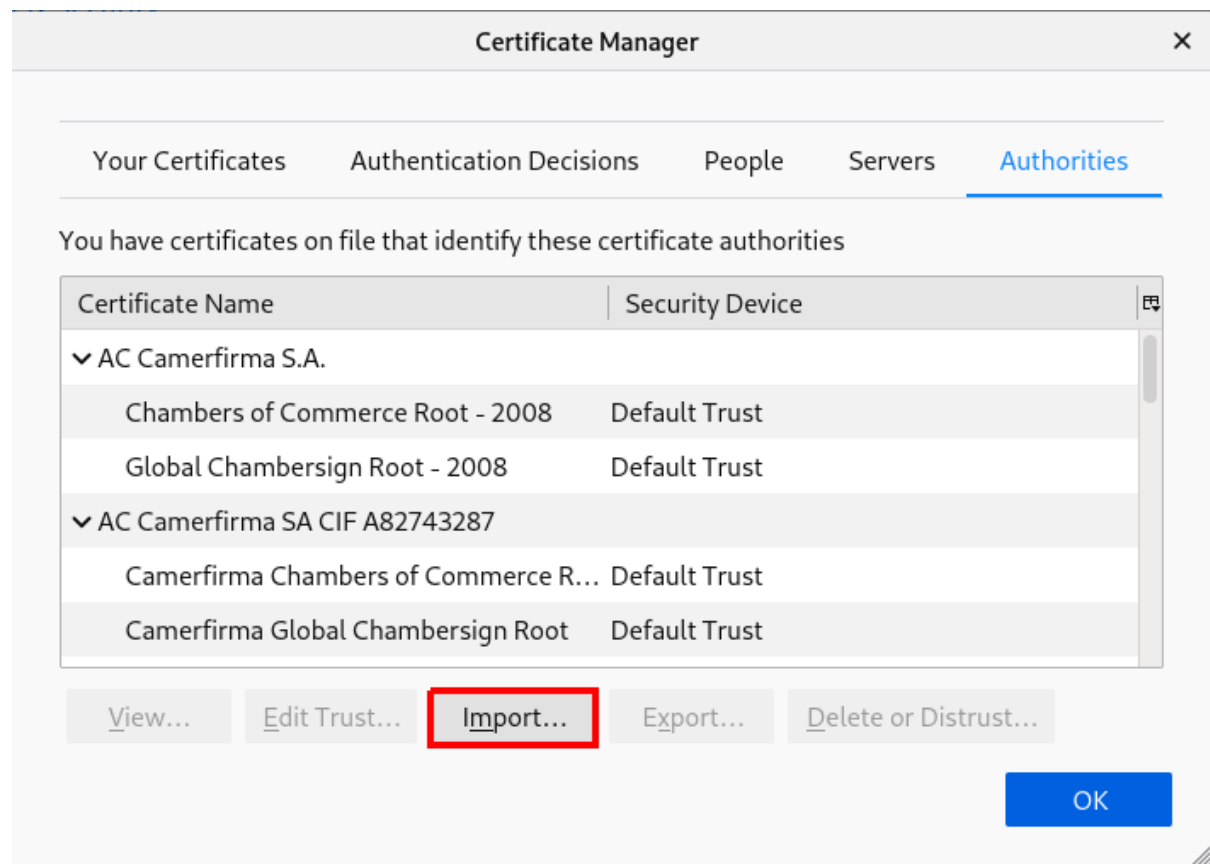 Certificate Manager
Your Certificates Authentication Decisions People Servers Authorities
You have certificates on file that identify these certificate authorities
Certificate Name Security Device
AC Camerfirma S.A.
Chambers of Commerce Root - 2008 Default Trust
Global Chambersign Root - 2008 Default Trust
AC Camerfirma SA CIF A82743287
Camerfirma Chambers of Commerce R... Default Trust
Camerfirma Global Chambersign Root Default Trust
View... Edit Trust... Import... Export... Delete or Distrust...
OK